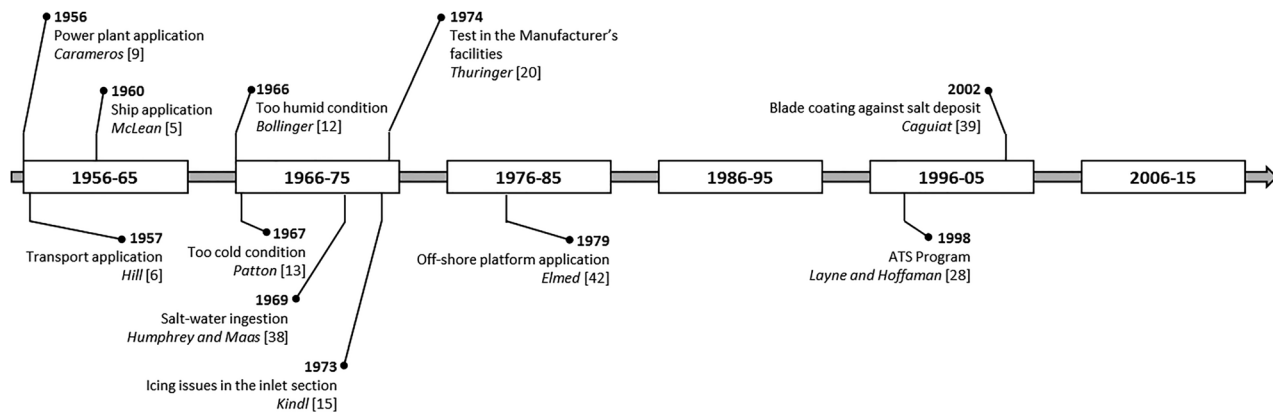 1956
Power plant application
Carameros [9]
1960
Ship application
McLean [5]
1966
Too humid condition
Bollinger [12]
1974
Test in the Manufacturer's
facilities
Thuringer [20]
2002
Blade coating against salt deposit
Caguiat [39]
1956-65
1966-75
1976-85
1986-95
1996-05
2006-15
1957
Transport application
Hill [6]
1967
Too cold condition
Patton [13]
1969
Salt-water ingestion
Humphrey and Maas [38]
1973
Icing issues in the inlet section
Kindl [15]
1979
Off-shore platform application
Elmed [42]
1998
ATS Program
Layne and Hoffaman [28]